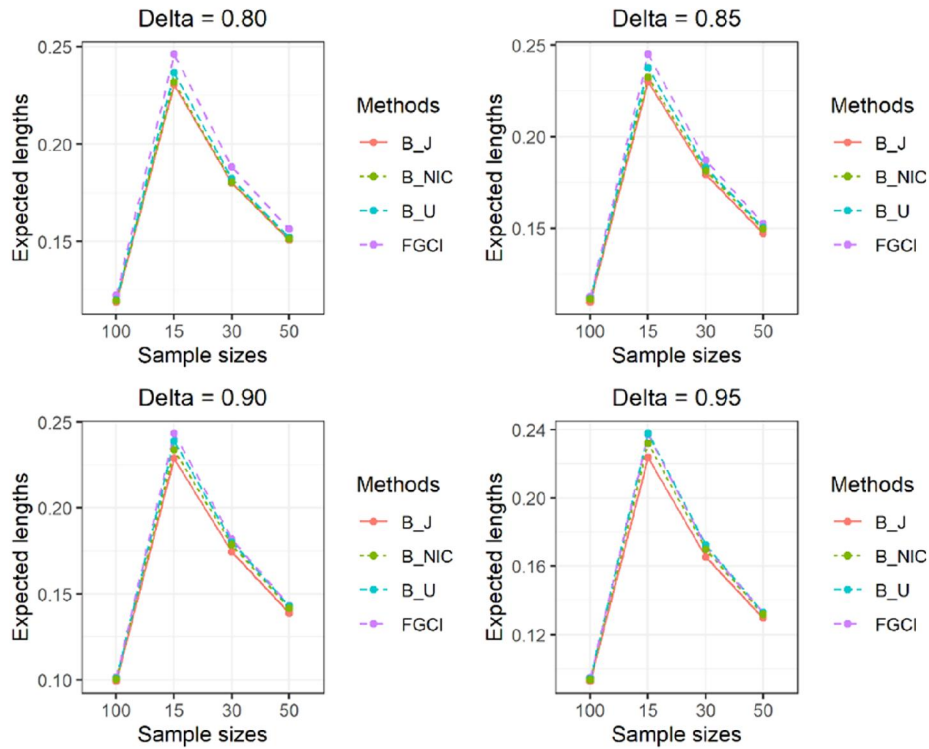 Delta = 0.80
Expected lengths
0.25
0.20
0.15
100 15 30 50
Sample sizes
Methods
B_J
B_NIC
B_U
FGCI
Delta = 0.85
Expected lengths
0.25
0.20
0.15
100 15 30 50
Sample sizes
Methods
B_J
B_NIC
B_U
FGCI
Delta = 0.90
Expected lengths
0.25
0.20
0.15
0.10
100 15 30 50
Sample sizes
Methods
B_J
B_NIC
B_U
FGCI
Delta = 0.95
Expected lengths
0.24
0.20
0.16
0.12
100 15 30 50
Sample sizes
Methods
B_J
B_NIC
B_U
FGCI